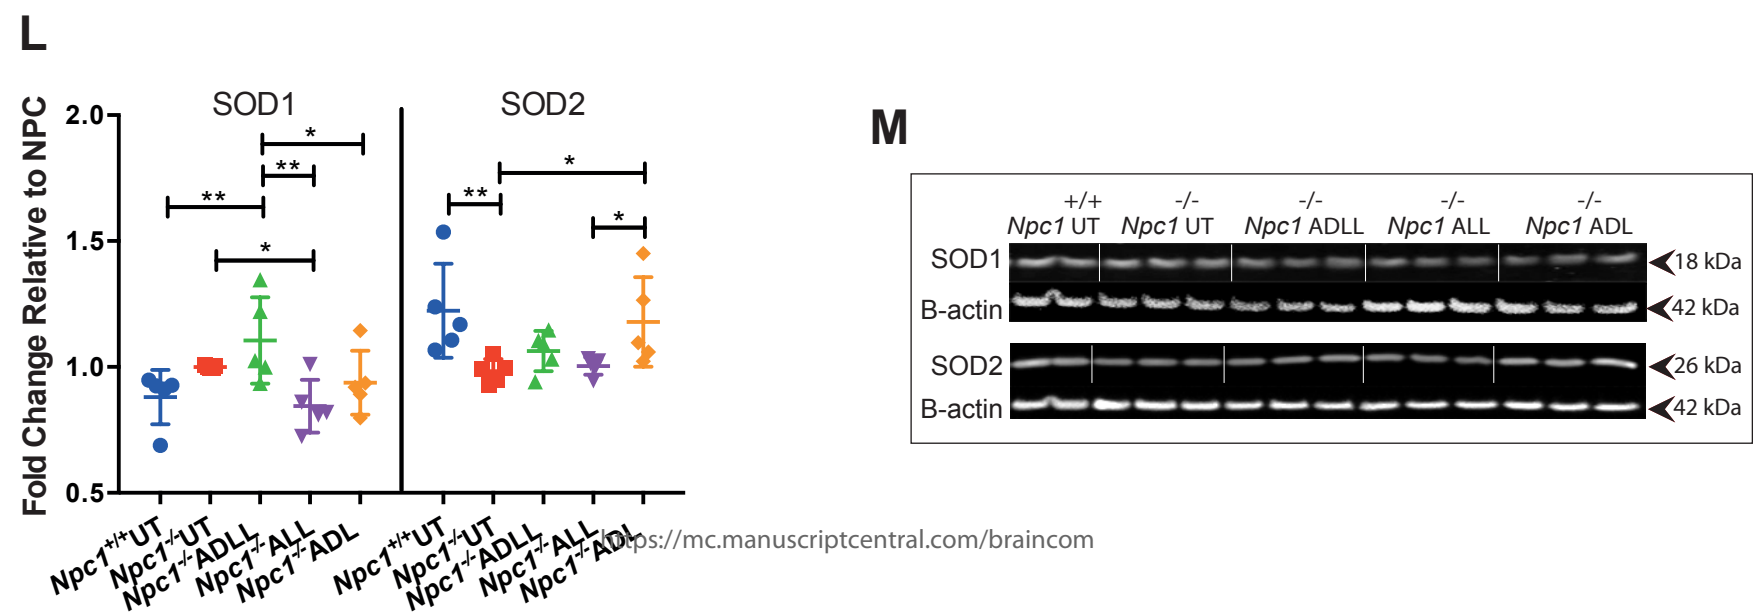 L
SOD1
SOD2
Fold Change Relative to NPC
2.0
1.5
1.0
0.5
*
**
**
*
*
**
*
Npc1+/+UT
Npc1-/-UT
Npc1-/-ADLL
Npc1-/-ALL
Npc1-/-ADL
Npc1+/+UT
Npc1-/-UT
Npc1-/-ADLL
Npc1-/-ALL
Npc1-/-ADL
https://mc.manuscriptcentral.com/braincom
M
+/+ -/- -/- -/- -/-
Npc1 UT Npc1 UT Npc1 ADLL Npc1 ALL Npc1 ADL
SOD1 18 kDa
B-actin 42 kDa
SOD2 26 kDa
B-actin 42 kDa